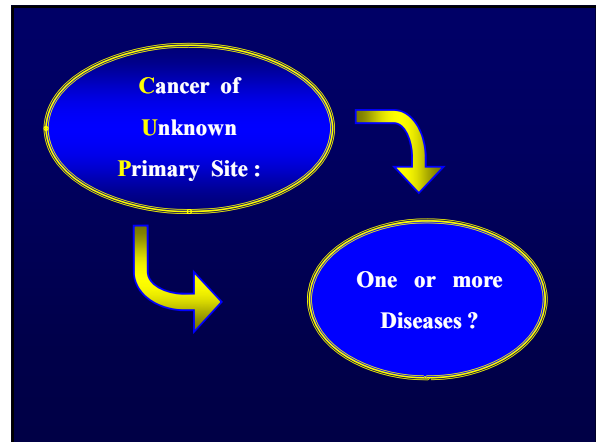 Cancer of
Unknown
Primary Site :
One or more
Diseases ?